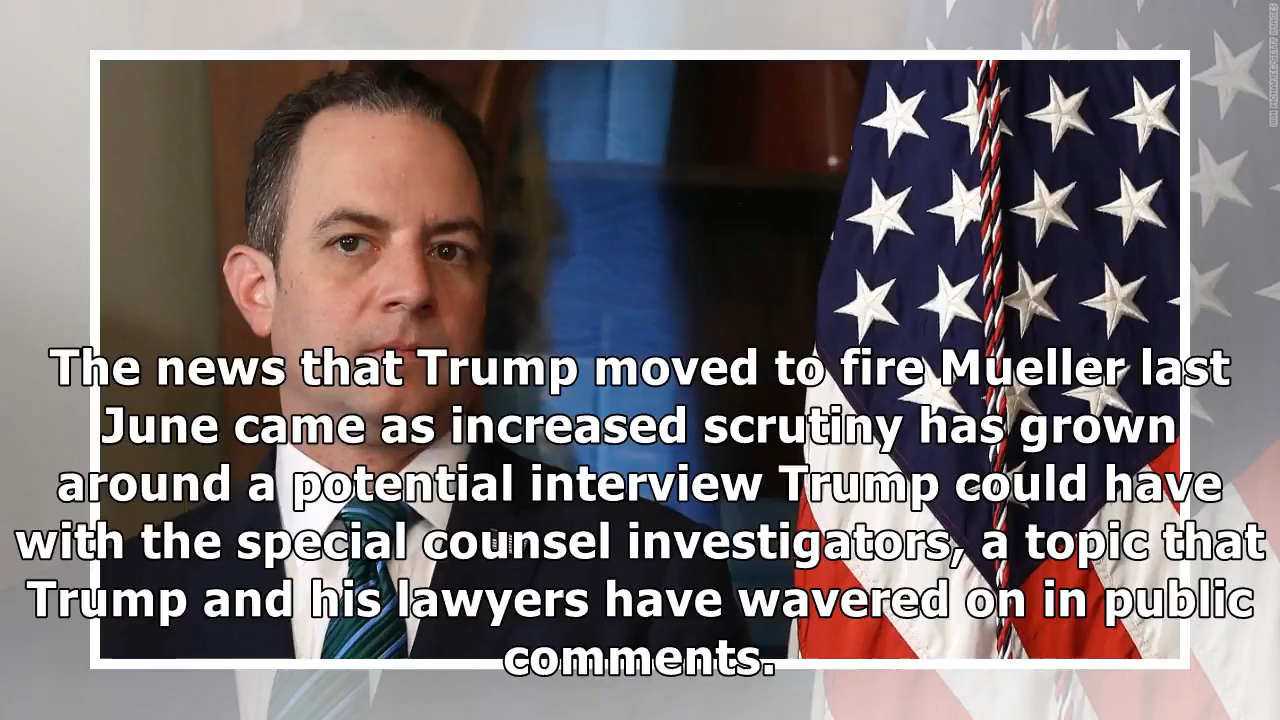 The news that Trump moved to fire Mueller last
June came as increased scrutiny has grown
around a potential interview Trump could have
with the special counsel investigators, a topic that
Trump and his lawyers have wavered on in public
comments.